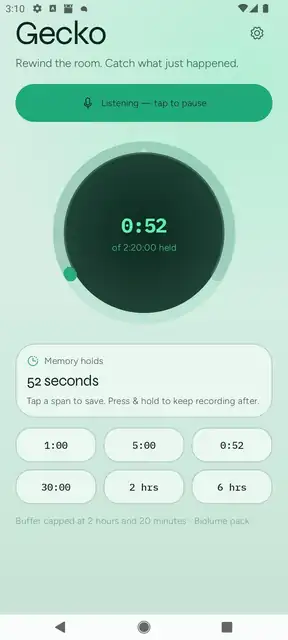 3:10
Gecko
Rewind the room. Catch what just happened.
Listening — tap to pause
0:52
of 2:20:00 held
Memory holds
52 seconds
Tap a span to save. Press & hold to keep recording after.
1:00 5:00 0:52
30:00 2 hrs 6 hrs
Buffer capped at 2 hours and 20 minutes · Biolume pack